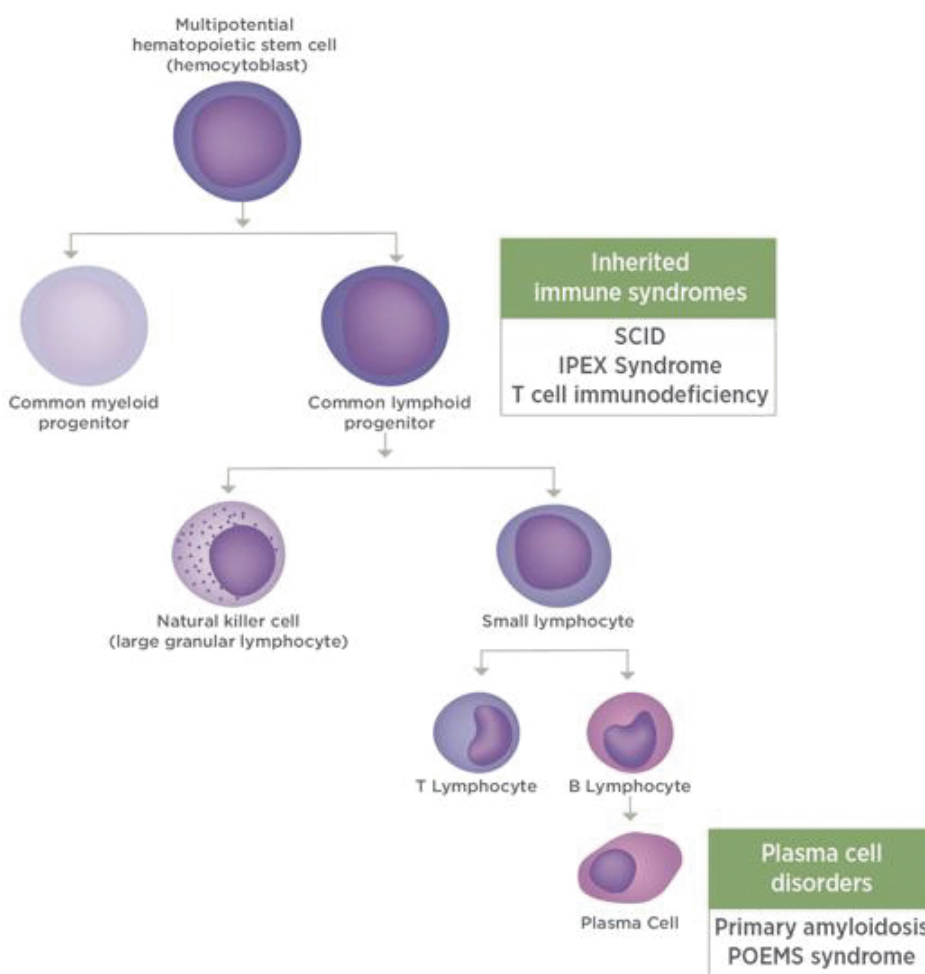 Multipotential
hematopoietic stem cell
(hemocytoblast)
Inherited
immune syndromes
SCID
IPEX Syndrome
T cell immunodeficiency
Common myeloid
progenitor
Common lymphoid
progenitor
Natural killer cell
(large granular lymphocyte)
Small lymphocyte
T Lymphocyte
B Lymphocyte
Plasma Cell
Plasma cell
disorders
Primary amyloidosis
POEMS syndrome